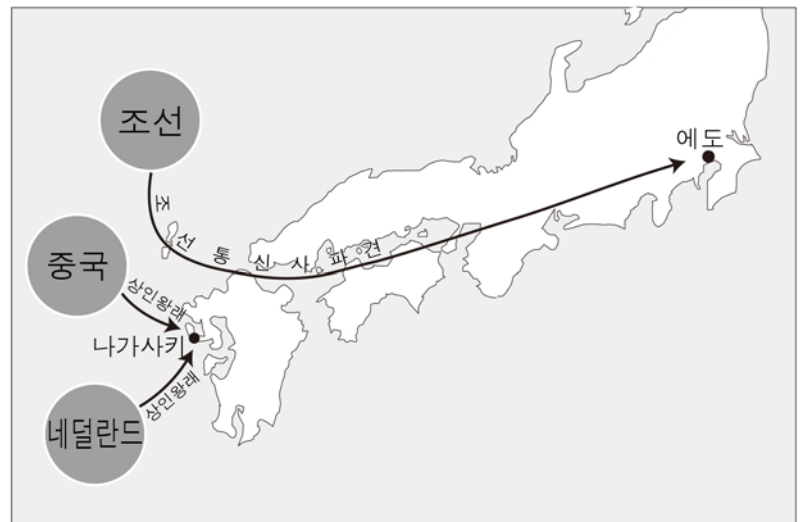 조선
조선통신사파견
에도
중국
상인왕래
나가사키
네덜란드
상인왕래